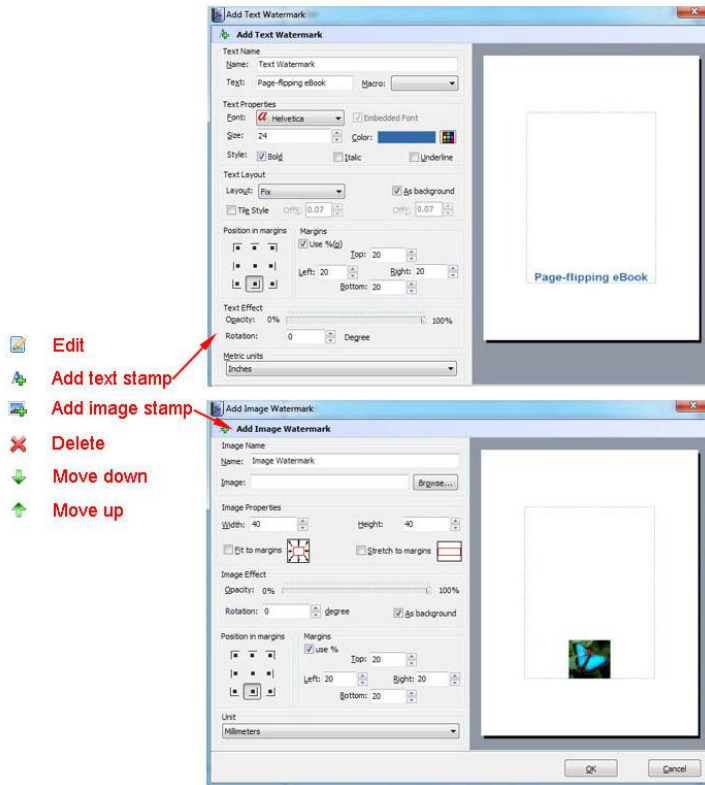 Add Text Watermark
Add Text Watermark
Text Name
Name: Text Watermark
Text: Page-flipping eBook Macro:
Text Properties
Font: a Helvetica Embedded Font
Size: 24 Color:
Style: Bold Italic Underline
Text Layout
Layout: Fix As background
Tile Style OffX: 0.07 OffY: 0.07
Position in margins Margins
Use %(p)
Top: 20
Left: 20 Right: 20
Bottom: 20
Text Effect
Opacity: 0% 100%
Rotation: 0 Degree
Metric units
Inches
Page-flipping eBook
Edit
Add text stamp
Add image stamp
Delete
Move down
Move up
Add Image Watermark
Add Image Watermark
Image Name
Name: Image Watermark
Image: Browse...
Image Properties
Width: 40 Height: 40
Fit to margins Stretch to margins
Image Effect
Opacity: 0% 100%
Rotation: 0 degree As background
Position in margins Margins
use %
Top: 20
Left: 20 Right: 20
Bottom: 20
Unit
Millimeters
OK Cancel